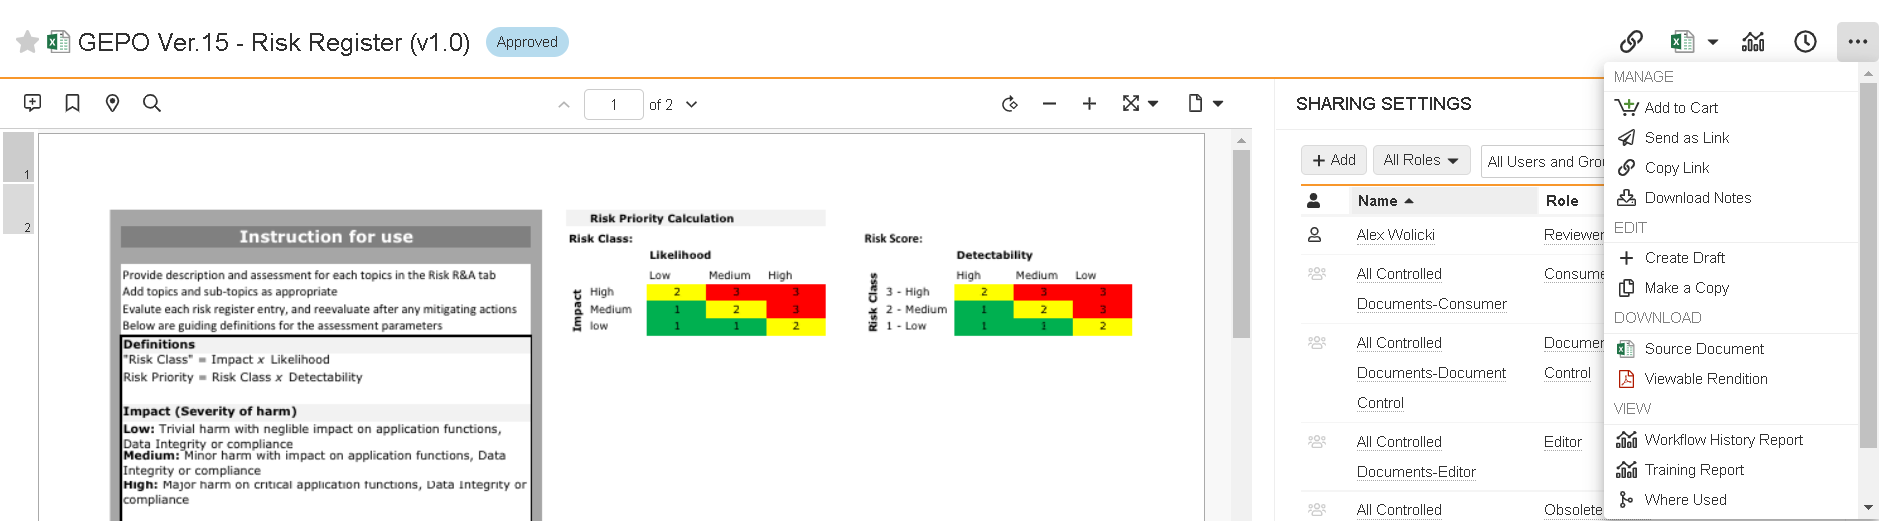 GEPO Ver.15 - Risk Register (v1.0) Approved
1 of 2
1
2
Instruction for use
Provide description and assessment for each topics in the Risk R&A tab
Add topics and sub-topics as appropriate
Evalute each risk register entry, and reevaluate after any mitigating actions
Below are guiding definitions for the assessment parameters
Definitions
"Risk Class" = Impact x Likelihood
Risk Priority = Risk Class x Detectability
Impact (Severity of harm)
Low: Trivial harm with neglible impact on application functions,
Data Integrity or compliance
Medium: Minor harm with impact on application functions, Data
Integrity or compliance
High: Major harm on critical application functions, Data Integrity or
compliance
Risk Priority Calculation
Risk Class:
Likelihood
Low Medium High
Impact
High 2 3 3
Medium 1 2 3
low 1 1 2
Risk Score:
Detectability
High Medium Low
Risk Class
3 - High 2 3 3
2 - Medium 1 2 3
1 - Low 1 1 2
SHARING SETTINGS
+ Add All Roles All Users and Grou
Name Role
Alex Wolicki Reviewer
All Controlled Consume
Documents-Consumer
All Controlled Documen
Documents-Document Control
Control
All Controlled Editor
Documents-Editor
All Controlled Obsolete
MANAGE
Add to Cart
Send as Link
Copy Link
Download Notes
EDIT
Create Draft
Make a Copy
DOWNLOAD
Source Document
Viewable Rendition
VIEW
Workflow History Report
Training Report
Where Used